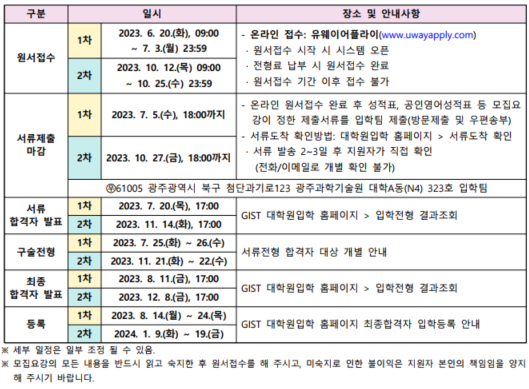 구분 일시 장소 및 안내사항
원서접수
1차 2023. 6. 20.(화), 09:00
~ 7. 3.(월) 23:59
2차 2023. 10. 12.(목) 09:00
~ 10. 25.(수) 23:59
- 온라인 접수: 유웨이어플라이(www.uwayapply.com)
· 원서접수 시작 시 시스템 오픈
· 전형료 납부 시 원서접수 완료
· 원서접수 기간 이후 접수 불가
서류제출
마감
1차 2023. 7. 5.(수), 18:00까지
2차 2023. 10. 27.(금), 18:00까지
- 온라인 원서접수 완료 후 성적표, 공인영어성적표 등 모집요
강이 정한 제출서류를 입학팀 제출(방문제출 및 우편송부)
- 서류도착 확인방법: 대학원입학 홈페이지 > 서류도착 확인
· 서류 발송 2~3일 후 지원자가 직접 확인
(전화/이메일로 개별 확인 불가)
㉾61005 광주광역시 북구 첨단과기로123 광주과학기술원 대학A동(N4) 323호 입학팀
서류
합격자 발표
1차 2023. 7. 20.(목), 17:00
2차 2023. 11. 14.(화), 17:00
GIST 대학원입학 홈페이지 > 입학전형 결과조회
구술전형
1차 2023. 7. 25.(화) ~ 26.(수)
2차 2023. 11. 21.(화) ~ 22.(수)
서류전형 합격자 대상 개별 안내
최종
합격자 발표
1차 2023. 8. 11.(금), 17:00
2차 2023. 12. 8.(금), 17:00
GIST 대학원입학 홈페이지 > 입학전형 결과조회
등록
1차 2023. 8. 14.(월) ~ 24.(목)
2차 2024. 1. 9.(화) ~ 19.(금)
GIST 대학원입학 홈페이지 최종합격자 입학등록 안내
※ 세부 일정은 일부 조정 될 수 있음.
※ 모집요강의 모든 내용을 반드시 읽고 숙지한 후 원서접수를 해 주시고, 미숙지로 인한 불이익은 지원자 본인의 책임임을 양지
해 주시기 바랍니다.